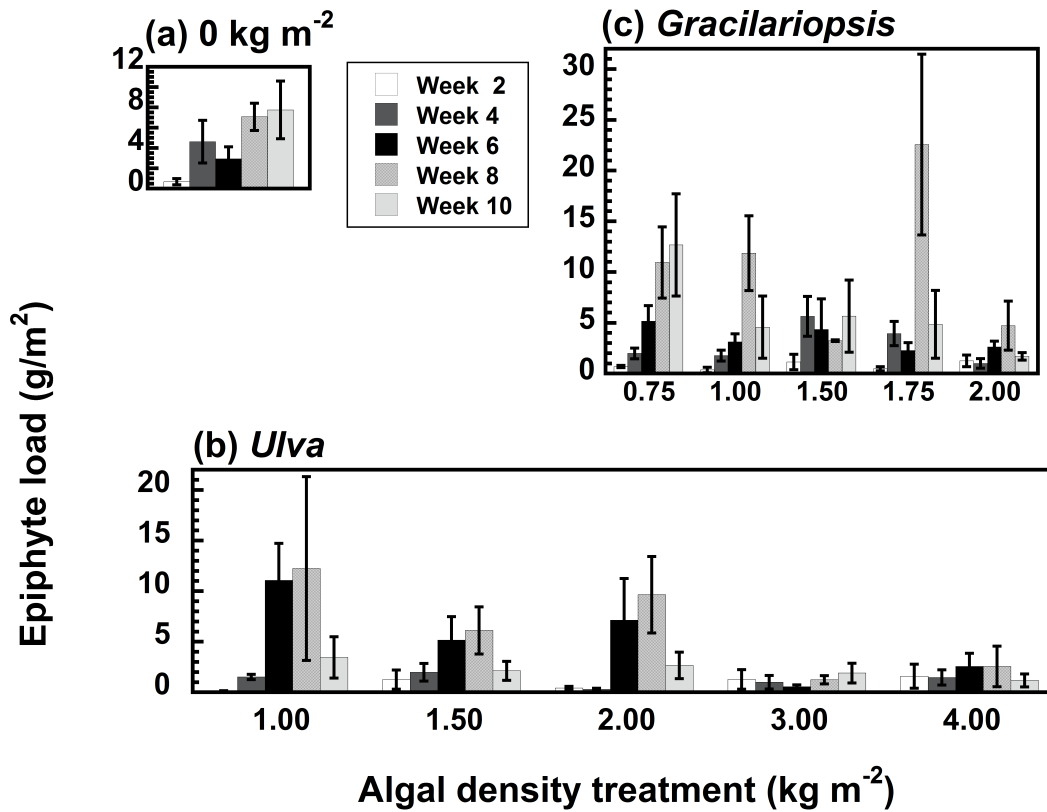 (a) 0 kg m-2
12
8
4
0
Week 2
Week 4
Week 6
Week 8
Week 10
(c) Gracilariopsis
30
25
20
15
10
5
0
0.75 1.00 1.50 1.75 2.00
Epiphyte load (g/m2)
(b) Ulva
20
15
10
5
0
1.00 1.50 2.00 3.00 4.00
Algal density treatment (kg m-2)